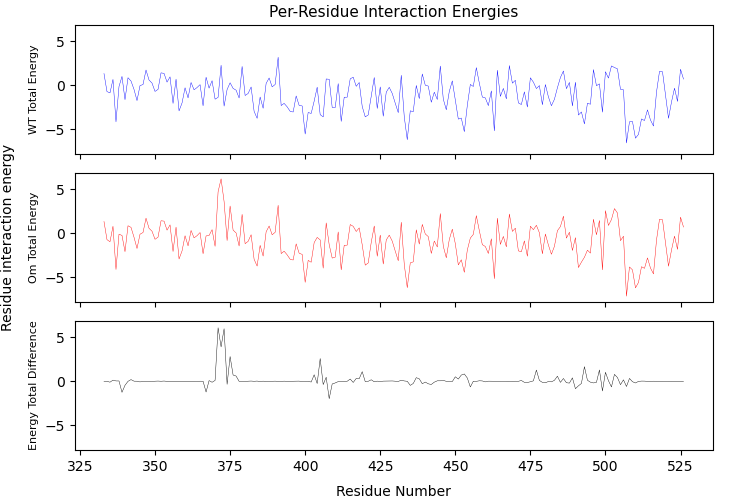 Per-Residue Interaction Energies
Residue interaction energy
WT Total Energy
5
0
−5
Om Total Energy
5
0
−5
Energy Total Difference
5
0
−5
325 350 375 400 425 450 475 500 525
Residue Number